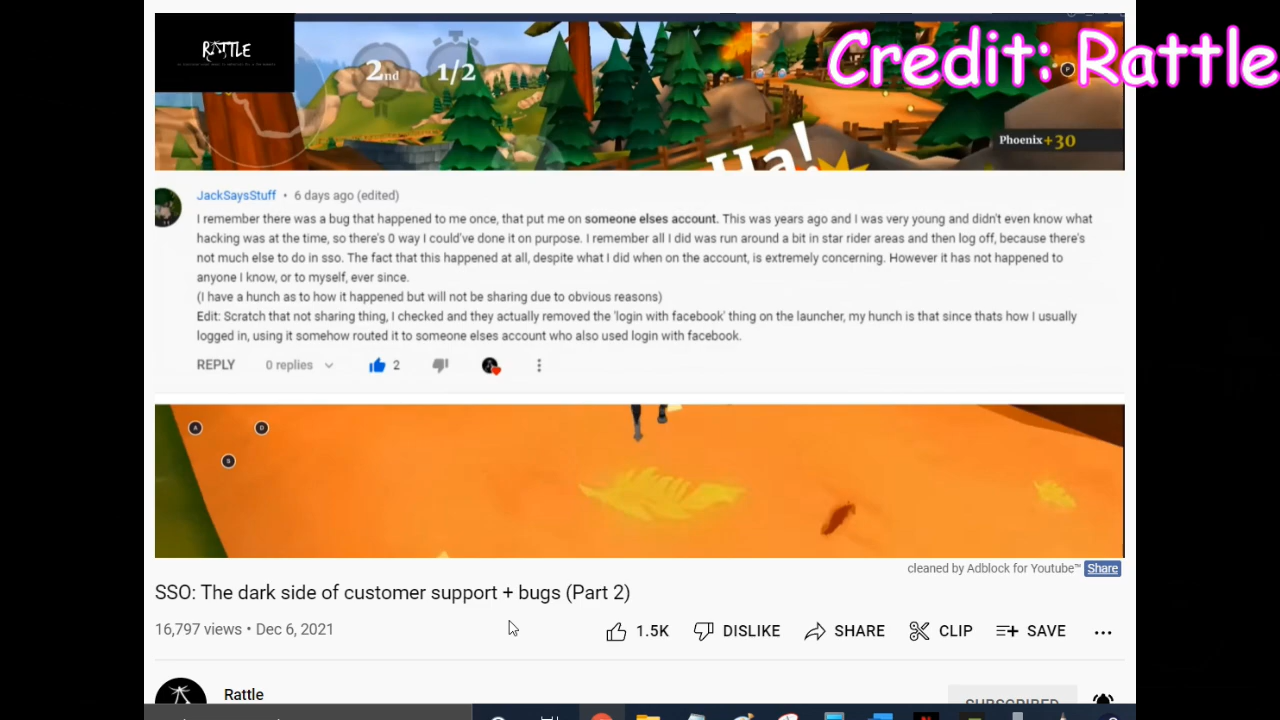 RATTLE
Credit: Rattle
2nd 1/2
P
Phoenix+30
Ha!
JackSaysStuff • 6 days ago (edited)
I remember there was a bug that happened to me once, that put me on someone elses account. This was years ago and I was very young and didn't even know what
hacking was at the time, so there's 0 way I could've done it on purpose. I remember all I did was run around a bit in star rider areas and then log off, because there's
not much else to do in sso. The fact that this happened at all, despite what I did when on the account, is extremely concerning. However it has not happened to
anyone I know, or to myself, ever since.
(I have a hunch as to how it happened but will not be sharing due to obvious reasons)
Edit: Scratch that not sharing thing, I checked and they actually removed the 'login with facebook' thing on the launcher, my hunch is that since thats how I usually
logged in, using it somehow routed it to someone elses account who also used login with facebook.
REPLY 0 replies 2
A D
S
cleaned by Adblock for Youtube™ Share
SSO: The dark side of customer support + bugs (Part 2)
16,797 views • Dec 6, 2021
1.5K DISLIKE SHARE CLIP SAVE
Rattle
SUBSCRIBED